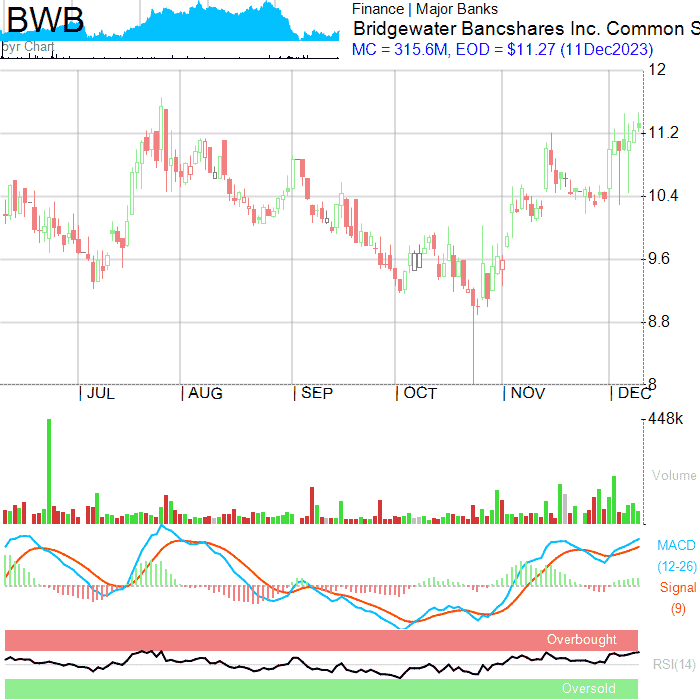 BWB
byr Chart
Finance | Major Banks
Bridgewater Bancshares Inc. Common S
MC = 315.6M, EOD = $11.27 (11Dec2023)
12
11.2
10.4
9.6
8.8
8
JUL
AUG
SEP
OCT
NOV
DEC
448k
Volume
MACD
(12-26)
Signal
(9)
Overbought
RSI(14)
Oversold